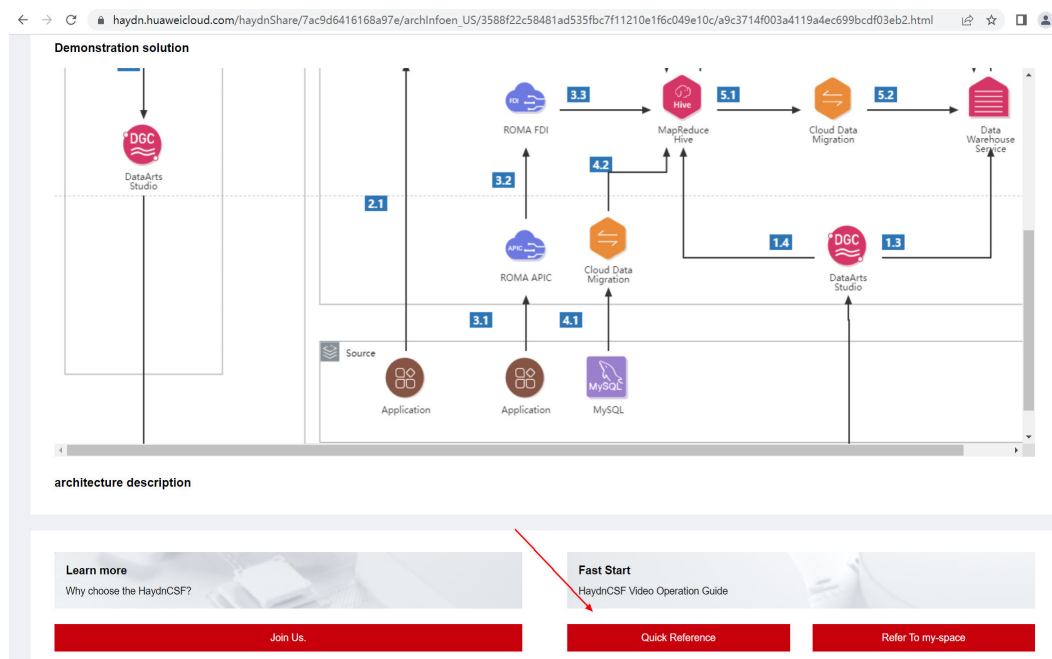 haydn.huaweicloud.com/haydnShare/7ac9d6416168a97e/archInfoen_US/3588f22c58481ad535fbc7f11210e1f6c049e10c/a9c3714f003a4119a4ec699bcdf03eb2.html
Demonstration solution
FDI
ROMA FDI
3.3
Hive
MapReduce
Hive
5.1
Cloud Data
Migration
5.2
Data
Warehouse
Service
DGC
DataArts
Studio
3.2
4.2
2.1
APIC
ROMA APIC
Cloud Data
Migration
1.4
DGC
DataArts
Studio
1.3
3.1
4.1
Source
Application
Application
MySQL
MySQL
architecture description
Learn more
Why choose the HaydnCSF?
Join Us.
Fast Start
HaydnCSF Video Operation Guide
Quick Reference
Refer To my-space